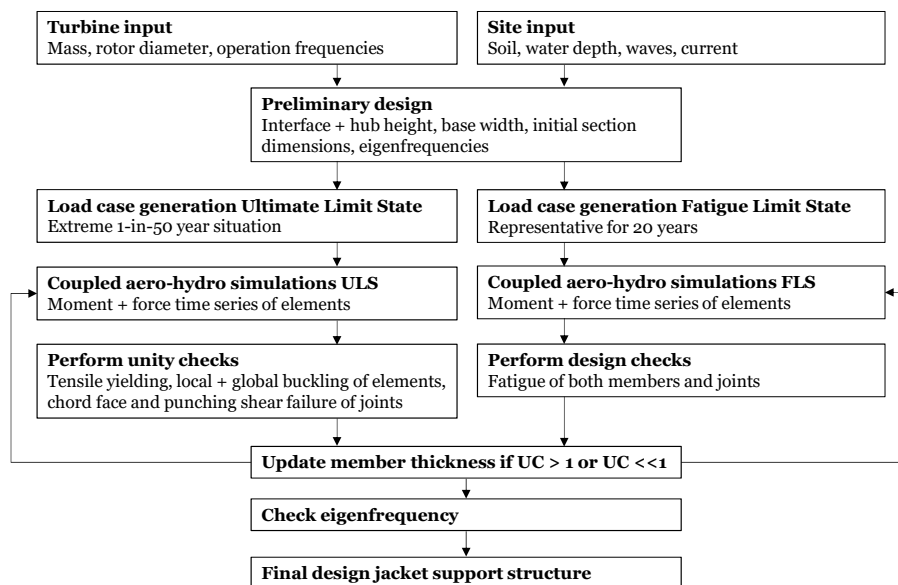 Turbine input
Mass, rotor diameter, operation frequencies
Site input
Soil, water depth, waves, current
Preliminary design
Interface + hub height, base width, initial section
dimensions, eigenfrequencies
Load case generation Ultimate Limit State
Extreme 1-in-50 year situation
Load case generation Fatigue Limit State
Representative for 20 years
Coupled aero-hydro simulations ULS
Moment + force time series of elements
Coupled aero-hydro simulations FLS
Moment + force time series of elements
Perform unity checks
Tensile yielding, local + global buckling of elements,
chord face and punching shear failure of joints
Perform design checks
Fatigue of both members and joints
Update member thickness if UC > 1 or UC <<1
Check eigenfrequency
Final design jacket support structure